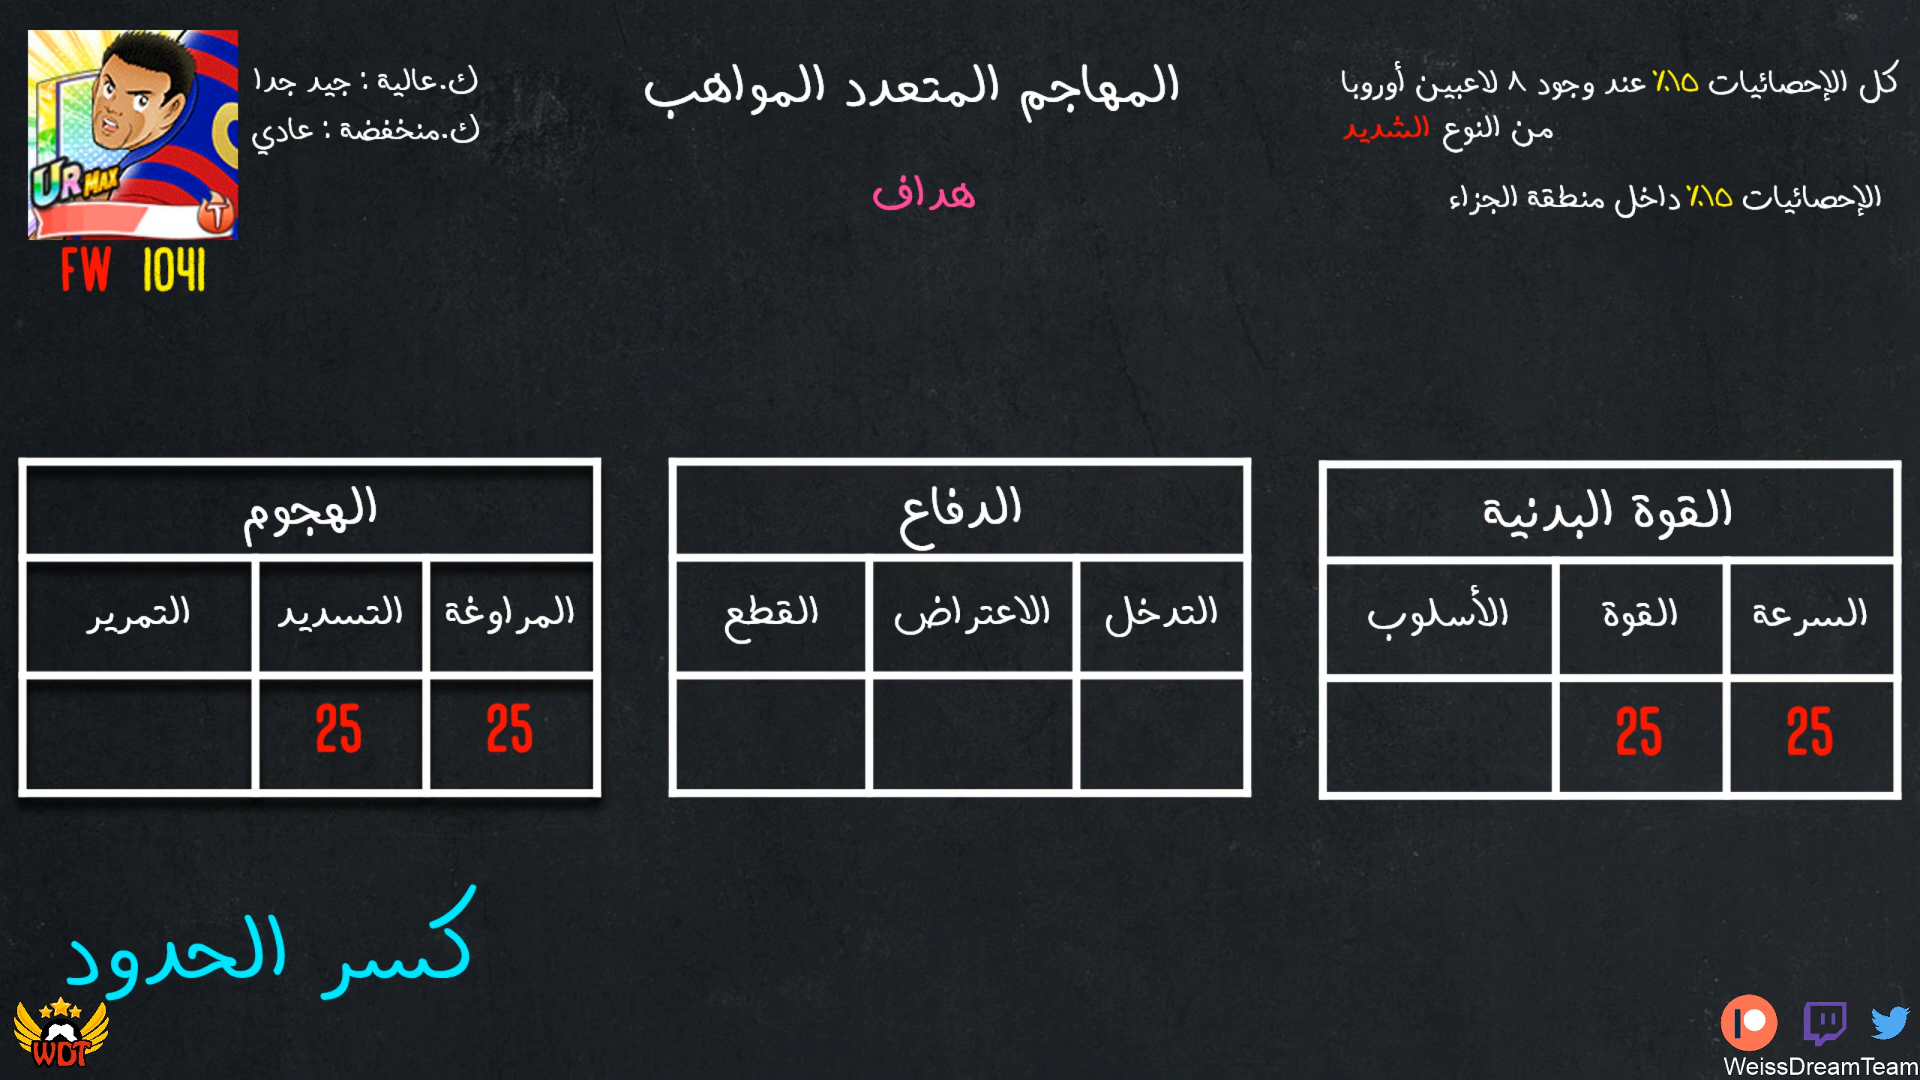 كل الإحصائيات ١٥٪ عند وجود ٨ لاعبين أوروبا
من النوع الشديد
الإحصائيات ١٥٪ داخل منطقة الجزاء
المهاجم المتعدد المواهب
هداف
ك.عالية : جيد جدا
ك.منخفضة : عادي
UR MAX
T
FW 1041
القوة البدنية
السرعة القوة الأسلوب
25 25
الدفاع
التدخل الاعتراض القطع
الهجوم
المراوغة التسديد التمرير
25 25
كسر الحدود
WDT
WeissDreamTeam